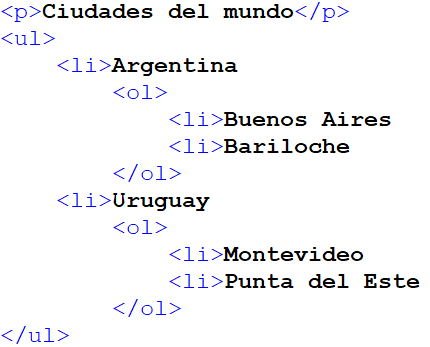 <p>Ciudades del mundo</p>
<ul>
    <li>Argentina
        <ol>
            <li>Buenos Aires
            <li>Bariloche
        </ol>
    <li>Uruguay
        <ol>
            <li>Montevideo
            <li>Punta del Este
        </ol>
</ul>